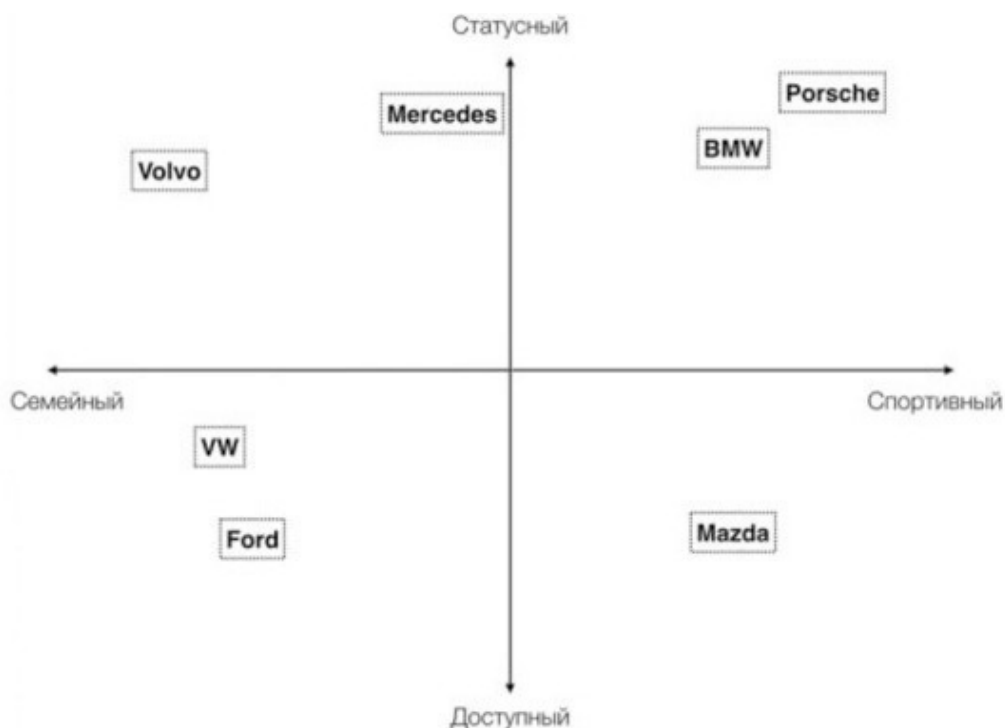 Статусный
Porsche
Mercedes
BMW
Volvo
Семейный
Спортивный
VW
Mazda
Ford
Доступный